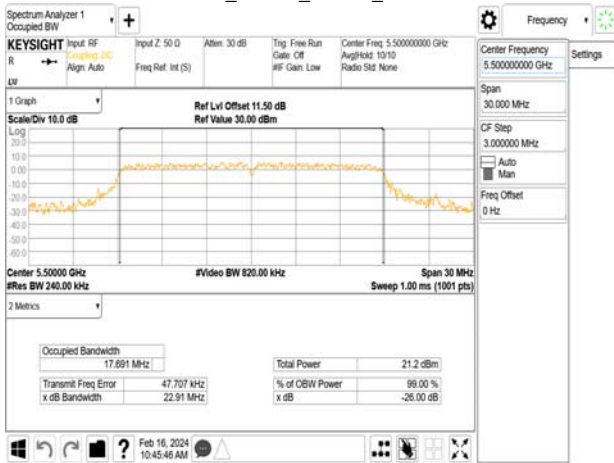 Spectrum Analyzer 1
Occupied BW
Frequency
KEYSIGHT
Input: RF
Coupling: DC
Align: Auto
Input Z: 50 Ω
Freq Ref: Int (S)
Atten: 30 dB
Trig: Free Run
Gate: Off
#IF Gain: Low
Center Freq: 5.500000000 GHz
Avg|Hold: 10/10
Radio Std: None
R
Center Frequency
5.500000000 GHz
Settings
Span
30.000 MHz
CF Step
3.000000 MHz
Auto
Man
Freq Offset
0 Hz
1 Graph
Scale/Div 10.0 dB
Ref Lvl Offset 11.50 dB
Ref Value 30.00 dBm
Log
20.0
10.0
0.00
-10.0
-20.0
-30.0
-40.0
-50.0
-60.0
Center 5.50000 GHz
#Video BW 820.00 kHz
Span 30 MHz
#Res BW 240.00 kHz
Sweep 1.00 ms (1001 pts)
2 Metrics
Occupied Bandwidth
17.691 MHz
Total Power
21.2 dBm
Transmit Freq Error
47.707 kHz
% of OBW Power
99.00 %
x dB Bandwidth
22.91 MHz
x dB
-26.00 dB
Feb 16, 2024
10:45:46 AM